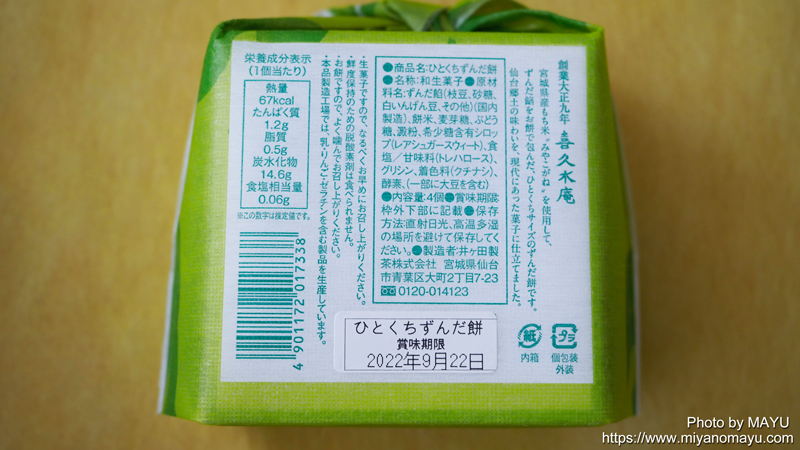 創業大正九年 喜久水庵
宮城県産もち米"みやこがね"を使用して、
ずんだ餡をお餅で包んだ、ひとくちサイズのずんだ餅です。
仙台郷土の味わいを、現代にあった菓子に仕立てました。
●商品名:ひとくちずんだ餅
●名称:和生菓子●原材
料名:ずんだ餡(枝豆、砂糖、
白いんげん豆、その他)(国内
製造)、餅米、麦芽糖、ぶどう
糖、澱粉、希少糖含有シロッ
プ(レアシュガースウィート)、食
塩/甘味料(トレハロース)、
グリシン、着色料(クチナシ)、
酵素、(一部に大豆を含む)
●内容量:4個●賞味期限:
枠外下部に記載●保存
方法:直射日光、高温多湿
の場所を避けて保存してく
ださい。●製造者:井ヶ田製
茶株式会社 宮城県仙台
市青葉区大町2丁目7-23
0120-014123
・生菓子ですので、なるべくお早めにお召し上がりください。
・鮮度保持のための脱酸素剤は食べられません。
・お餅ですので、よく噛んでお召し上がりください。
・本品製造工場では、乳・りんご・ゼラチンを含む製品を生産しています。
栄養成分表示
(1個当たり)
熱量
67kcal
たんぱく質
1.2g
脂質
0.5g
炭水化物
14.6g
食塩相当量
0.06g
※この数字は推定値です。
4 901172 017338
ひとくちずんだ餅
賞味期限
2022年9月22日
紙
内箱
プラ
個包装
外装
Photo by MAYU
https://www.miyanomayu.com